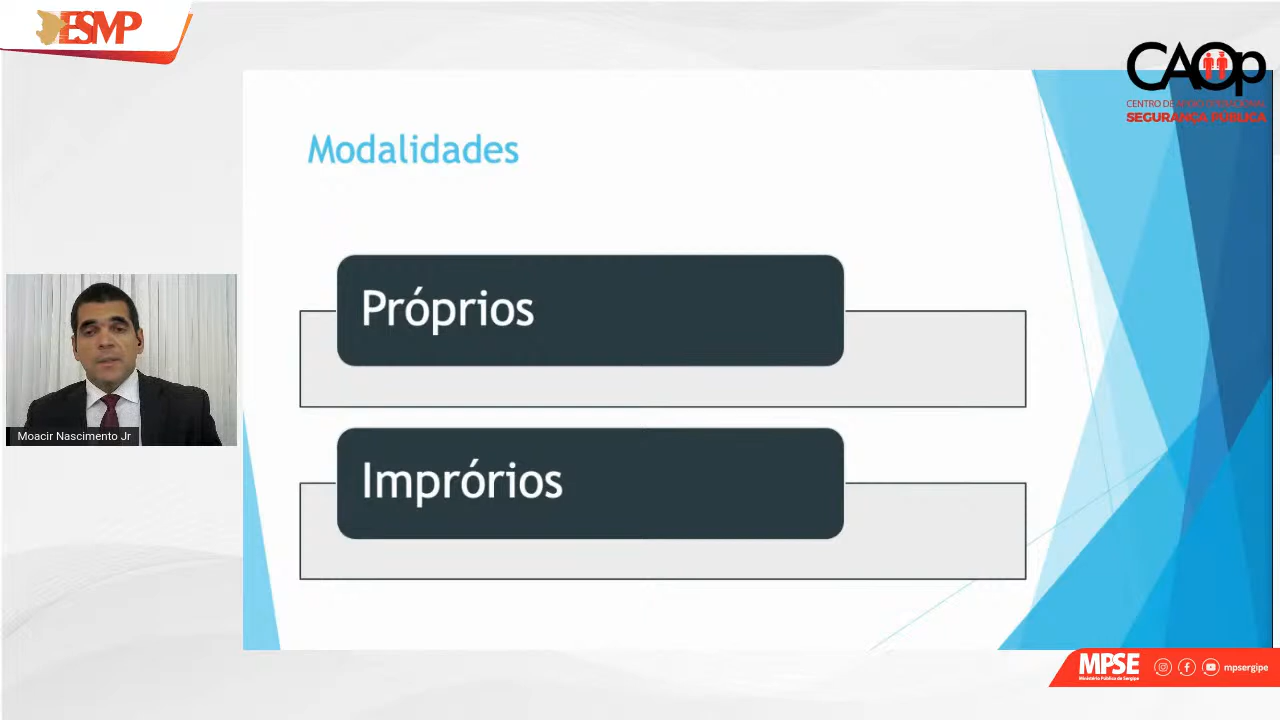 ESMP
CAOp
CENTRO DE APOIO OPERACIONAL
SEGURANÇA PÚBLICA
Modalidades
Próprios
Imprórios
Moacir Nascimento Jr
MPSE
Ministério Público de Sergipe
mpsergipe